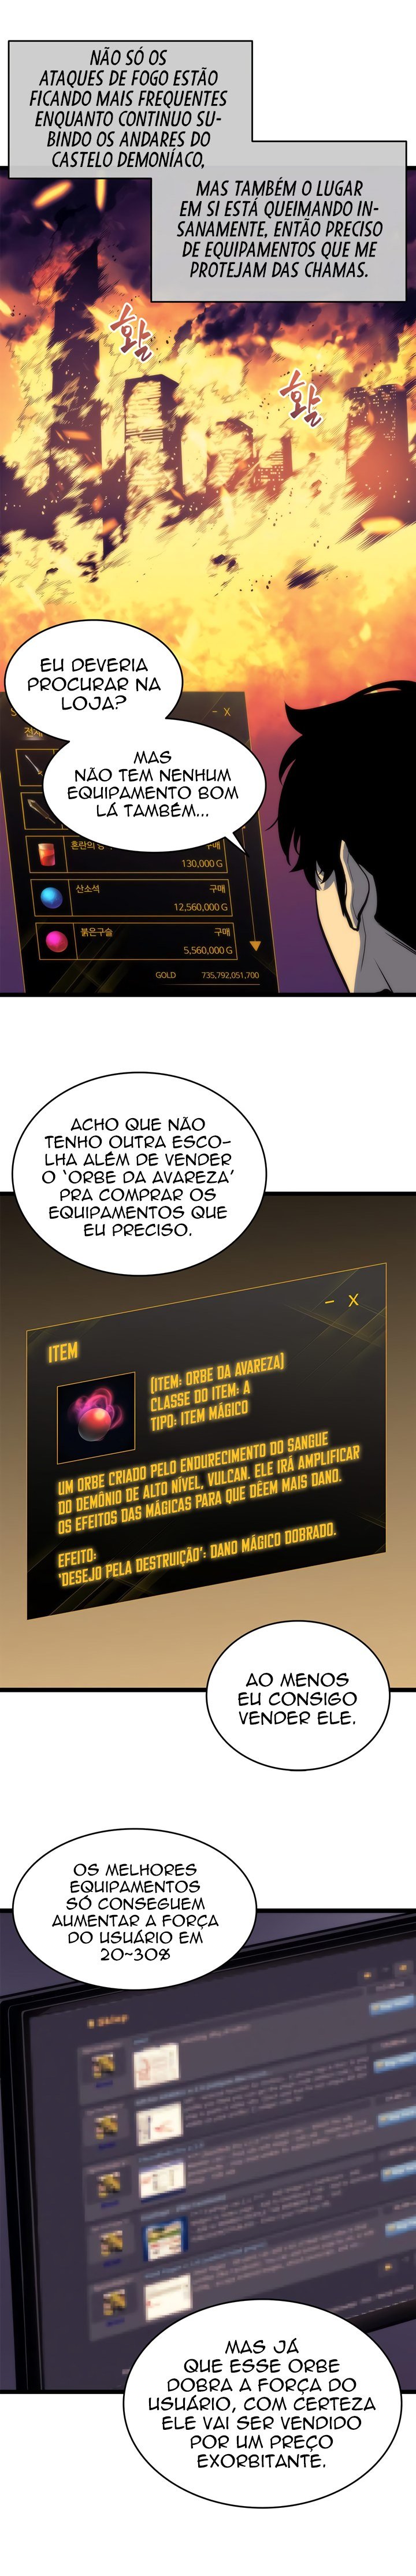 NÃO SÓ OS
ATAQUES DE FOGO ESTÃO
FICANDO MAIS FREQUENTES
ENQUANTO CONTINUO SU-
BINDO OS ANDARES DO
CASTELO DEMONÍACO,
MAS TAMBÉM O LUGAR
EM SI ESTÁ QUEIMANDO IN-
SANAMENTE, ENTÃO PRECISO
DE EQUIPAMENTOS QUE ME
PROTEJAM DAS CHAMAS.
화악
화악
EU DEVERIA
PROCURAR NA
LOJA?
- X
MAS
NÃO TEM NENHUM
EQUIPAMENTO BOM
LÁ TAMBÉM...
구매
130,000 G
산소석 구매
12,560,000 G
붉은구슬 구매
5,560,000 G
GOLD 735,792,051,700
ACHO QUE NÃO
TENHO OUTRA ESCO-
LHA ALÉM DE VENDER
O 'ORBE DA AVAREZA'
PRA COMPRAR OS
EQUIPAMENTOS QUE
EU PRECISO.
- X
ITEM
[ITEM: ORBE DA AVAREZA]
CLASSE DO ITEM: A
TIPO: ITEM MÁGICO
UM ORBE CRIADO PELO ENDURECIMENTO DO SANGUE
DO DEMÔNIO DE ALTO NÍVEL, VULCAN. ELE IRÁ AMPLIFICAR
OS EFEITOS DAS MÁGICAS PARA QUE DÊEM MAIS DANO.
EFEITO:
'DESEJO PELA DESTRUIÇÃO': DANO MÁGICO DOBRADO.
AO MENOS
EU CONSIGO
VENDER ELE.
OS MELHORES
EQUIPAMENTOS
SÓ CONSEGUEM
AUMENTAR A FORÇA
DO USUÁRIO EM
20~30%
MAS JÁ
QUE ESSE ORBE
DOBRA A FORÇA DO
USUÁRIO, COM CERTEZA
ELE VAI SER VENDIDO
POR UM PREÇO
EXORBITANTE.